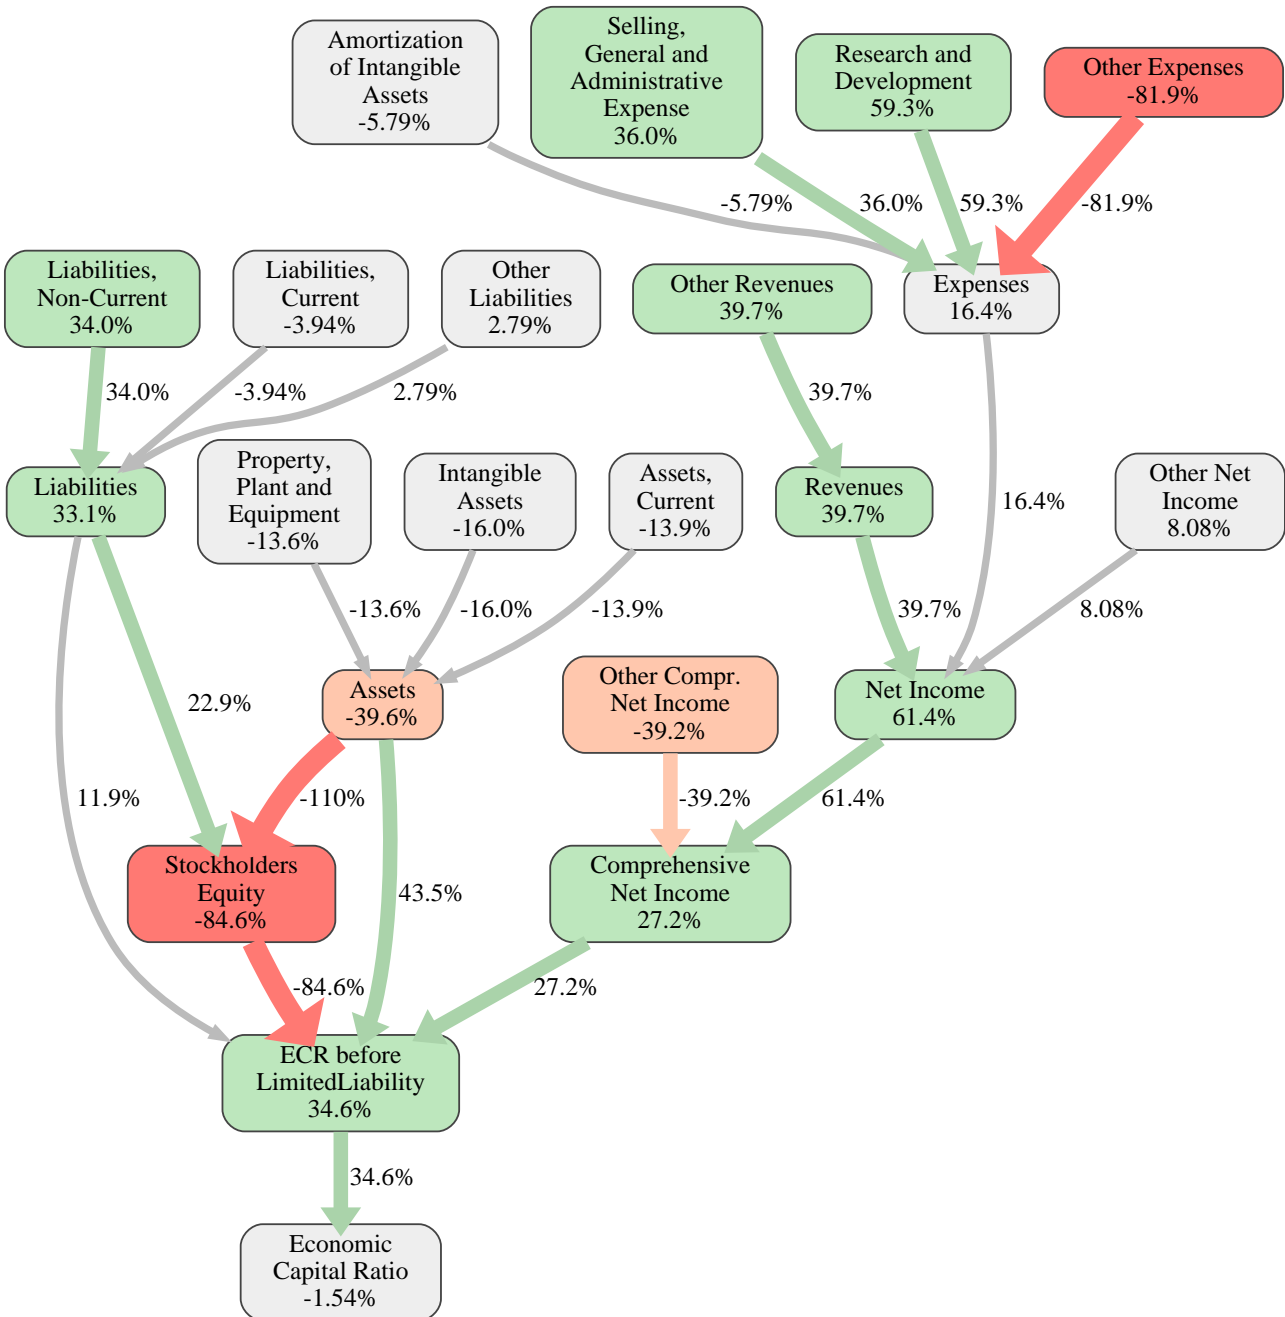 Amortization
of Intangible
Assets
-5.79%
Selling,
General and
Administrative
Expense
36.0%
Research and
Development
59.3%
Other Expenses
-81.9%
-5.79%
36.0%
59.3%
-81.9%
Liabilities,
Non-Current
34.0%
Liabilities,
Current
-3.94%
Other
Liabilities
2.79%
Other Revenues
39.7%
Expenses
16.4%
34.0%
-3.94%
2.79%
39.7%
Liabilities
33.1%
Property,
Plant and
Equipment
-13.6%
Intangible
Assets
-16.0%
Assets,
Current
-13.9%
Revenues
39.7%
16.4%
Other Net
Income
8.08%
-13.6%
-16.0%
-13.9%
39.7%
8.08%
22.9%
Assets
-39.6%
Other Compr.
Net Income
-39.2%
Net Income
61.4%
11.9%
-110%
-39.2%
61.4%
Stockholders
Equity
-84.6%
43.5%
Comprehensive
Net Income
27.2%
-84.6%
27.2%
ECR before
LimitedLiability
34.6%
34.6%
Economic
Capital Ratio
-1.54%